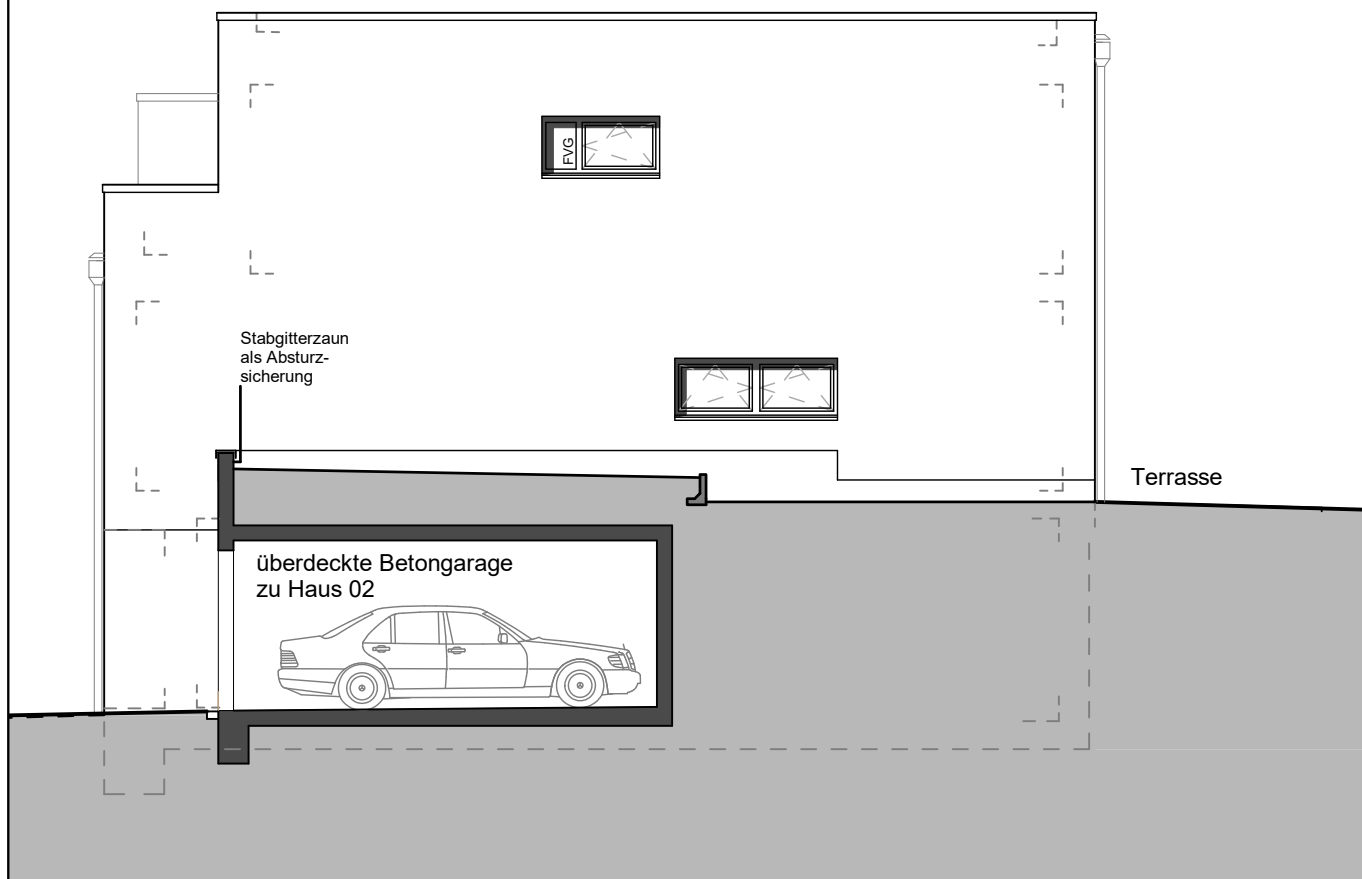 FVG
Stabgitterzaun
als Absturz-
sicherung
Terrasse
überdeckte Betongarage
zu Haus 02